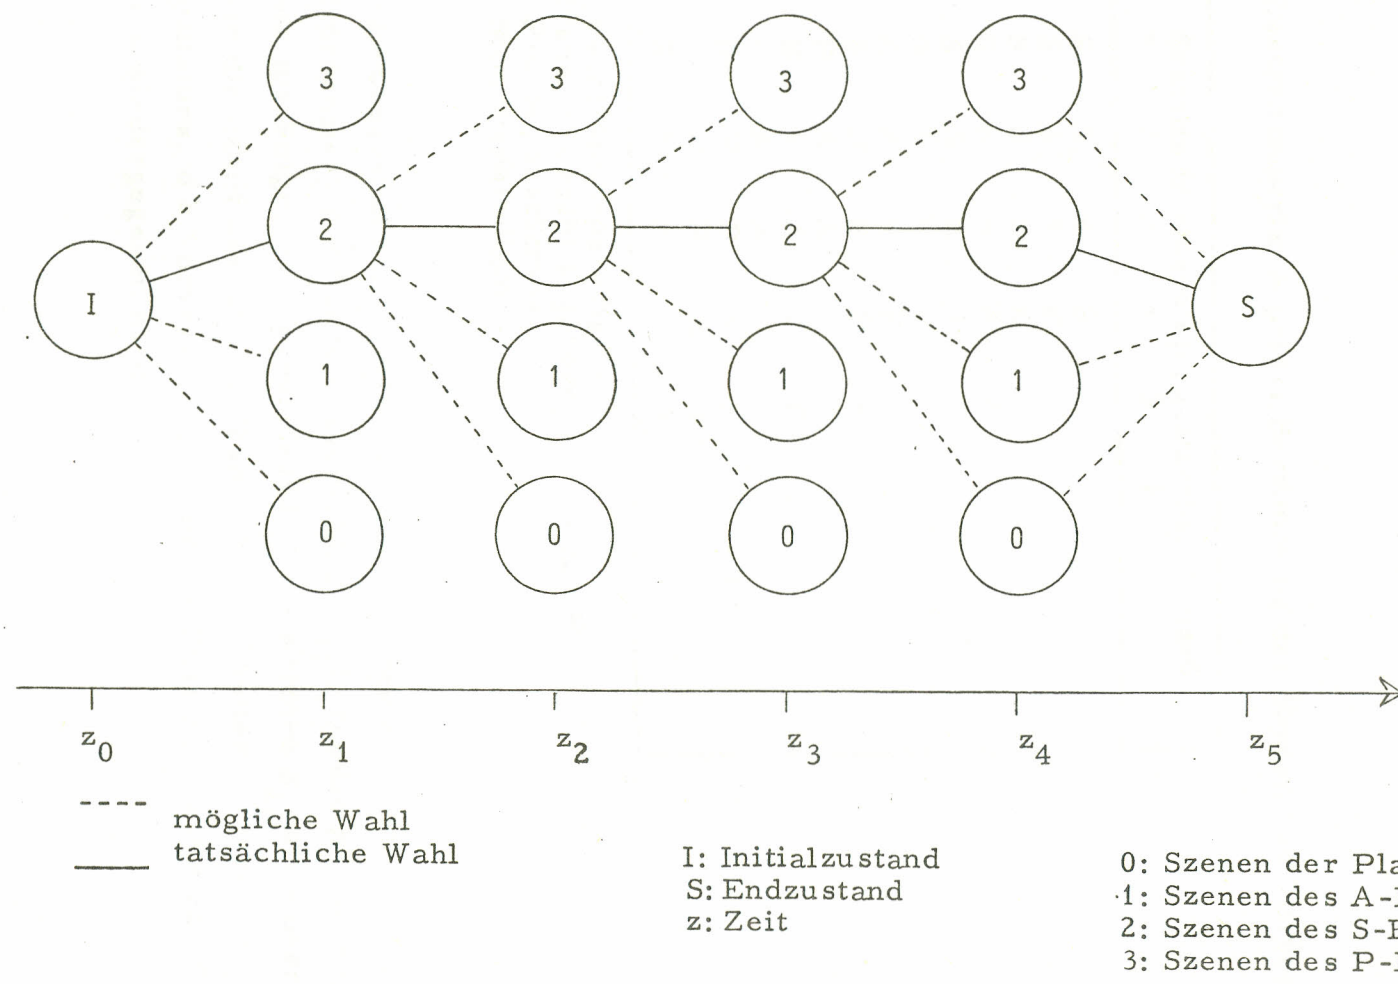 3 3 3 3
2 2 2 2
I S
1 1 1 1
0 0 0 0
z0 z1 z2 z3 z4 z5
mögliche Wahl
tatsächliche Wahl
I: Initialzustand
S: Endzustand
z: Zeit
0: Szenen der
1: Szenen des
2: Szenen des
3: Szenen des